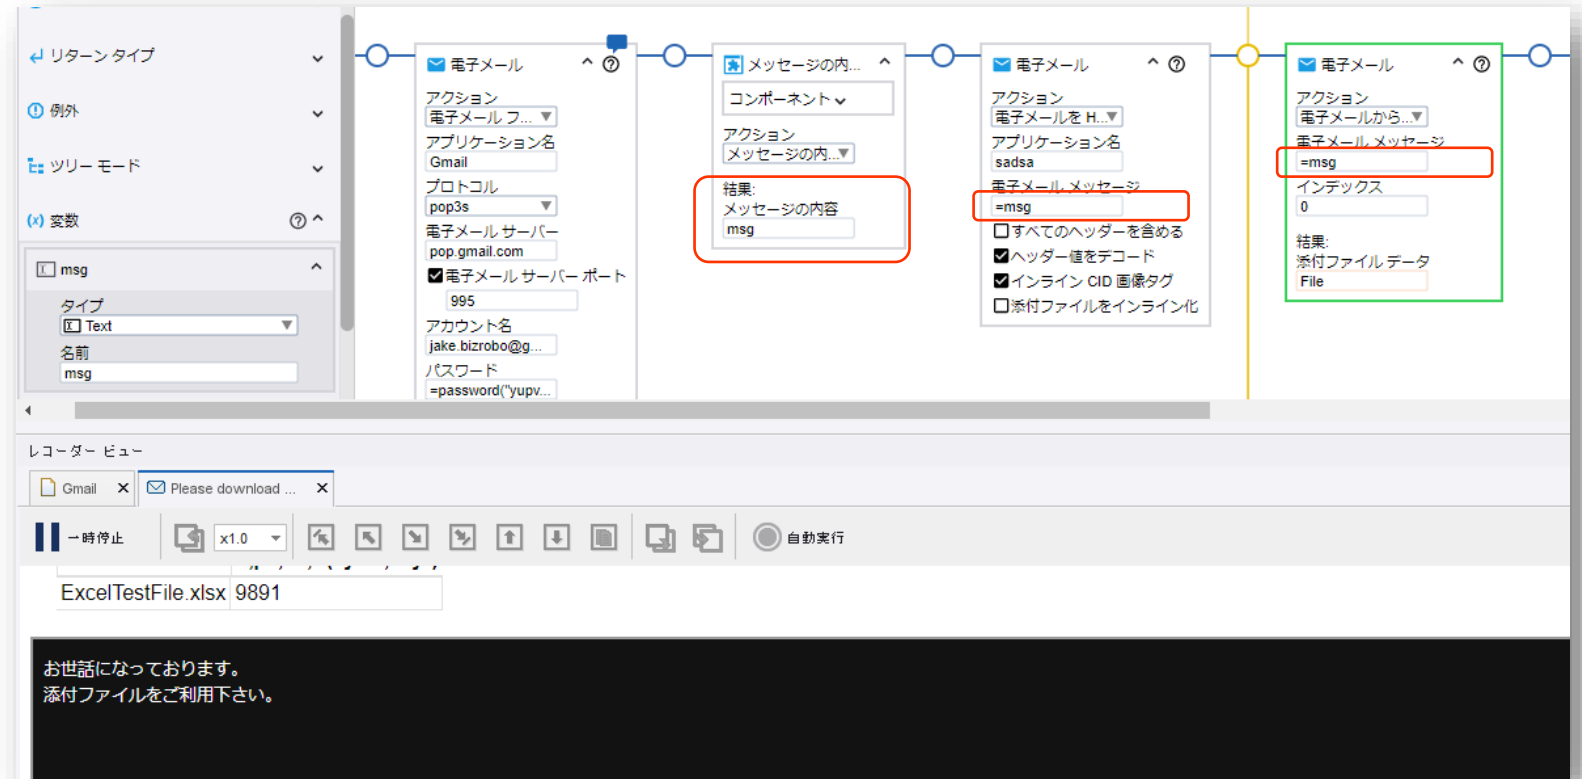 リターン タイプ
例外
ツリー モード
(x) 変数
msg
タイプ
Text
名前
msg
電子メール
アクション
電子メール フ...
アプリケーション名
Gmail
プロトコル
pop3s
電子メール サーバー
pop.gmail.com
電子メール サーバー ポート
995
アカウント名
jake.bizrobo@g...
パスワード
=password("yupv...
メッセージの内...
コンポーネント
アクション
メッセージの内...
結果:
メッセージの内容
msg
電子メール
アクション
電子メールを H...
アプリケーション名
sadsa
電子メール メッセージ
=msg
すべてのヘッダーを含める
ヘッダー値をデコード
インライン CID 画像タグ
添付ファイルをインライン化
電子メール
アクション
電子メールから...
電子メール メッセージ
=msg
インデックス
0
結果:
添付ファイル データ
File
レコーダー ビュー
Gmail
Please download ...
一時停止
x1.0
自動実行
ExcelTestFile.xlsx 9891
お世話になっております。
添付ファイルをご利用下さい。